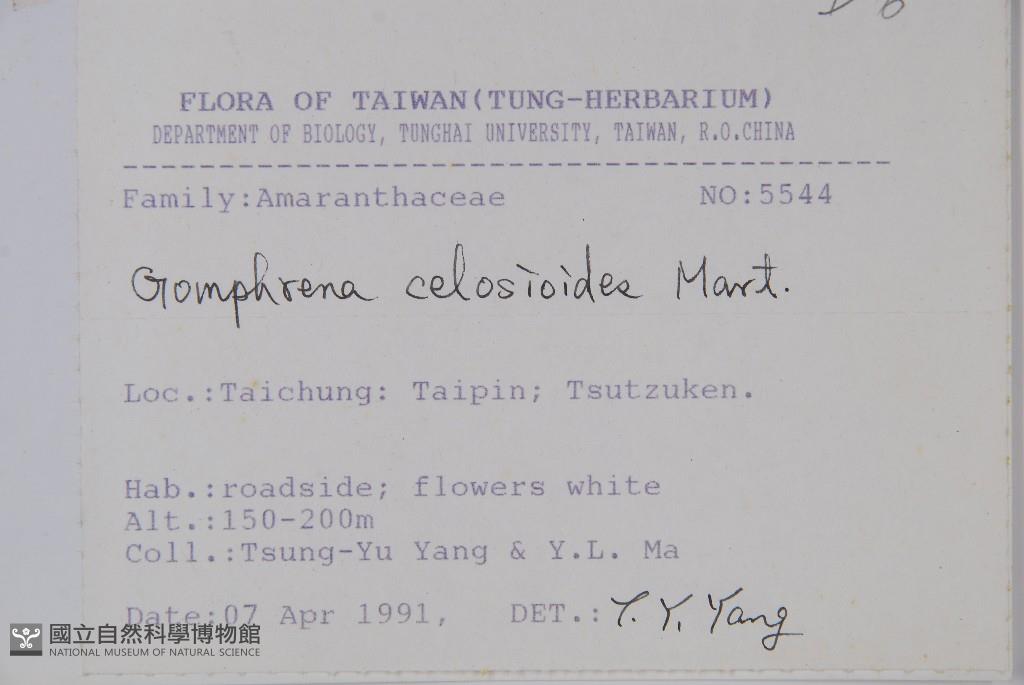 FLORA OF TAIWAN(TUNG-HERBARIUM)
DEPARTMENT OF BIOLOGY, TUNGHAI UNIVERSITY, TAIWAN, R.O.CHINA
Family:Amaranthaceae NO:5544
Gomphrena celosioides Mart.
Loc.:Taichung: Taipin; Tsutzuken.
Hab.:roadside; flowers white
Alt.:150-200m
Coll.:Tsung-Yu Yang & Y.L. Ma
Date:07 Apr 1991, DET.: T. Y. Yang
國立自然科學博物館
NATIONAL MUSEUM OF NATURAL SCIENCE